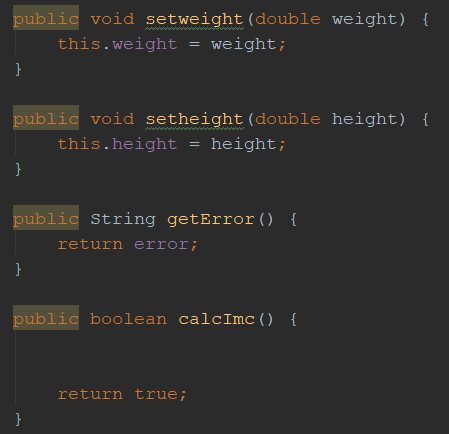 public void setweight(double weight) {
    this.weight = weight;
}
public void setheight(double height) {
    this.height = height;
}
public String getError() {
    return error;
}
public boolean calcImc() {
    return true;
}